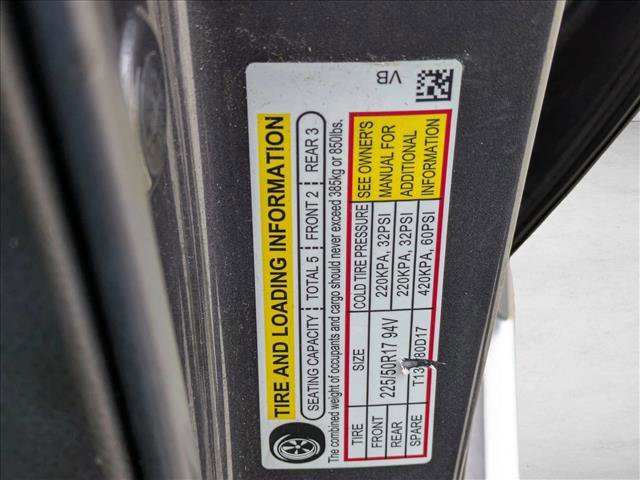 VB
TIRE AND LOADING INFORMATION
SEATING CAPACITY TOTAL 5 FRONT 2 REAR 3
The combined weight of occupants and cargo should never exceed 385kg or 850lbs.
TIRE SIZE COLD TIRE PRESSURE SEE OWNER'S MANUAL FOR ADDITIONAL INFORMATION
FRONT 225/50R17 94V 220KPA, 32PSI
REAR 220KPA, 32PSI
SPARE 420KPA, 60PSI